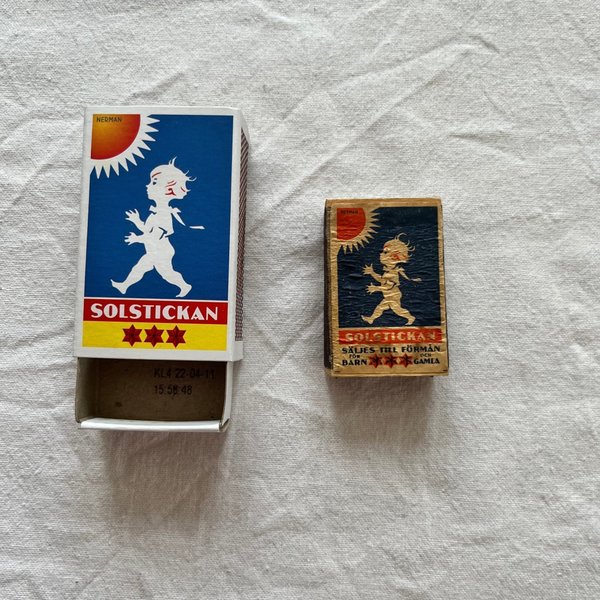 NERMAN
SOLSTICKAN
KL4 22-04-11
15:58:48
NERMAN
SOLSTICKAN
SÄLJES TILL FÖRMÅN
FÖR OCH
BARN GAMLA